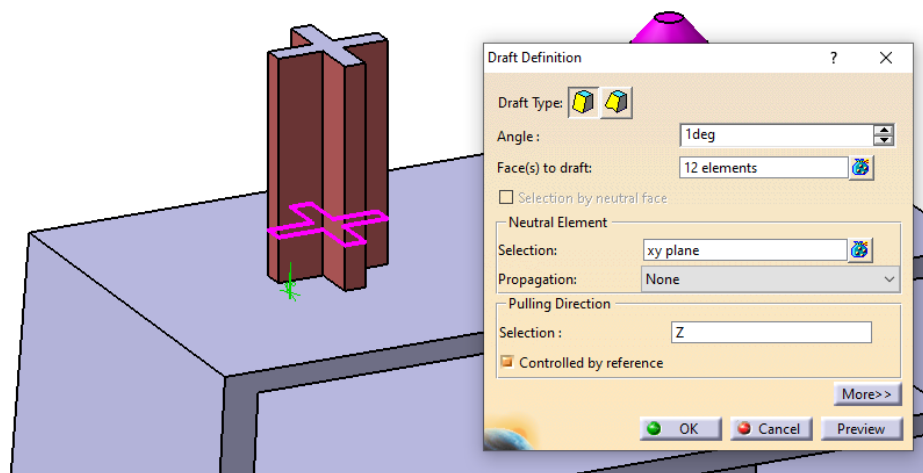 Draft Definition ? ×
Draft Type:
Angle : 1deg
Face(s) to draft: 12 elements
Selection by neutral face
Neutral Element
Selection: xy plane
Propagation: None
Pulling Direction
Selection : Z
Controlled by reference
More>>
OK Cancel Preview